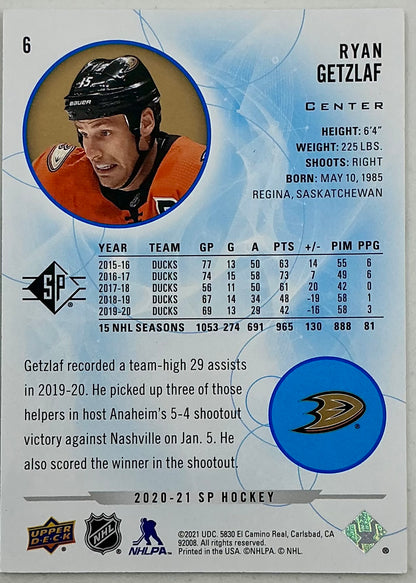 6
RYAN
GETZLAF
CENTER
HEIGHT: 6'4"
WEIGHT: 225 LBS.
SHOOTS: RIGHT
BORN: MAY 10, 1985
REGINA, SASKATCHEWAN
15
BAUER
YEAR TEAM GP G A PTS +/- PIM PPG
2015-16 DUCKS 77 13 50 63 14 55 6
2016-17 DUCKS 74 15 58 73 7 49 6
2017-18 DUCKS 56 11 50 61 20 42 0
2018-19 DUCKS 67 14 34 48 -19 58 1
2019-20 DUCKS 69 13 29 42 -16 58 3
15 NHL SEASONS 1053 274 691 965 130 888 81
SP
Getzlaf recorded a team-high 29 assists
in 2019-20. He picked up three of those
helpers in host Anaheim's 5-4 shootout
victory against Nashville on Jan. 5. He
also scored the winner in the shootout.
2020-21 SP HOCKEY
UPPER DECK
NHL
NHLPA
©2021 UDC. 5830 El Camino Real, Carlsbad, CA
92008. All rights reserved.
Printed in the USA. ©NHLPA. © NHL.
®